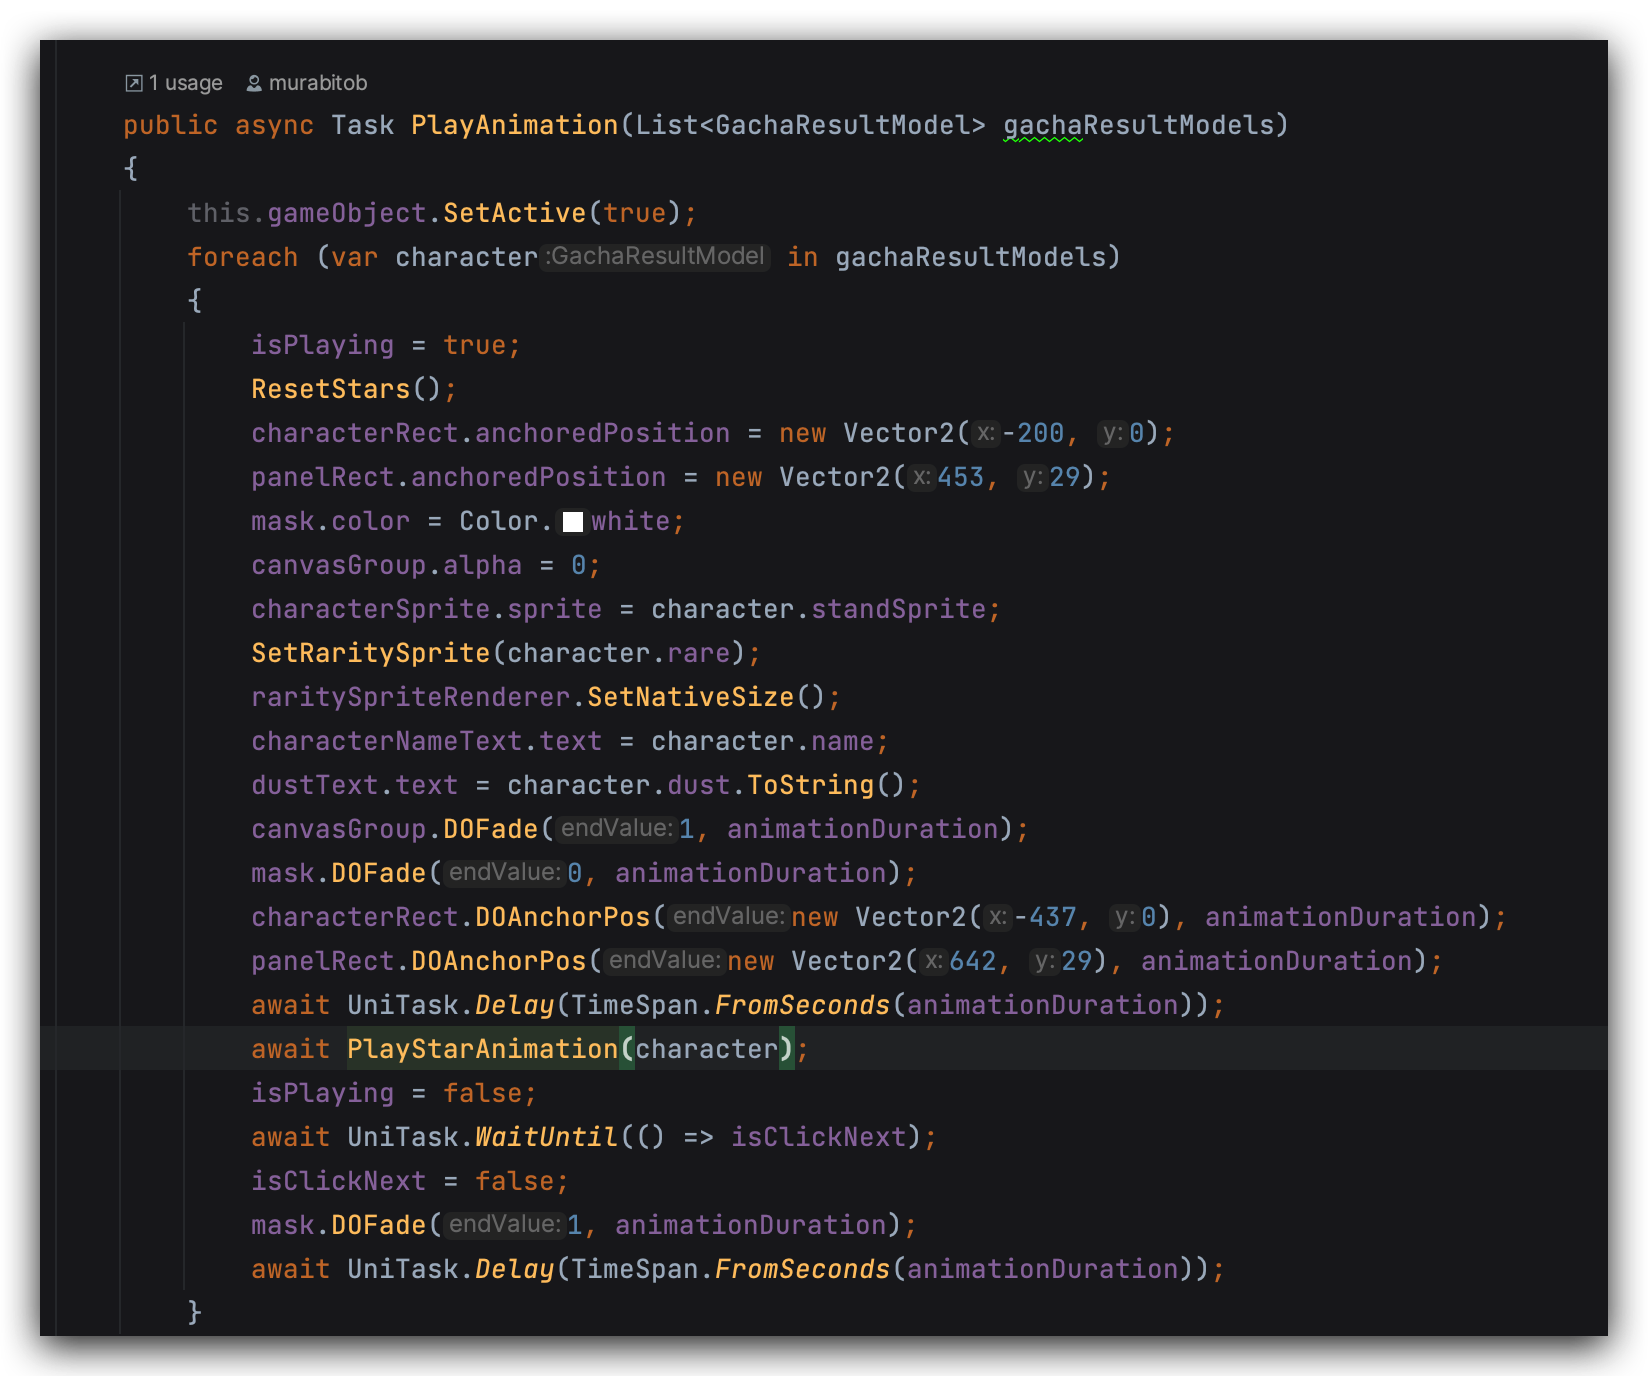 1 usage murabitob
public async Task PlayAnimation(List<GachaResultModel> gachaResultModels)
{
this.gameObject.SetActive(true);
foreach (var character :GachaResultModel in gachaResultModels)
{
isPlaying = true;
ResetStars();
characterRect.anchoredPosition = new Vector2( x: -200, y: 0);
panelRect.anchoredPosition = new Vector2( x: 453, y: 29);
mask.color = Color. white;
canvasGroup.alpha = 0;
characterSprite.sprite = character.standSprite;
SetRaritySprite(character.rare);
raritySpriteRenderer.SetNativeSize();
characterNameText.text = character.name;
dustText.text = character.dust.ToString();
canvasGroup.DOFade( endValue: 1, animationDuration);
mask.DOFade( endValue: 0, animationDuration);
characterRect.DOAnchorPos( endValue: new Vector2( x: -437, y: 0), animationDuration);
panelRect.DOAnchorPos( endValue: new Vector2( x: 642, y: 29), animationDuration);
await UniTask.Delay(TimeSpan.FromSeconds(animationDuration));
await PlayStarAnimation(character);
isPlaying = false;
await UniTask.WaitUntil(() => isClickNext);
isClickNext = false;
mask.DOFade( endValue: 1, animationDuration);
await UniTask.Delay(TimeSpan.FromSeconds(animationDuration));
}